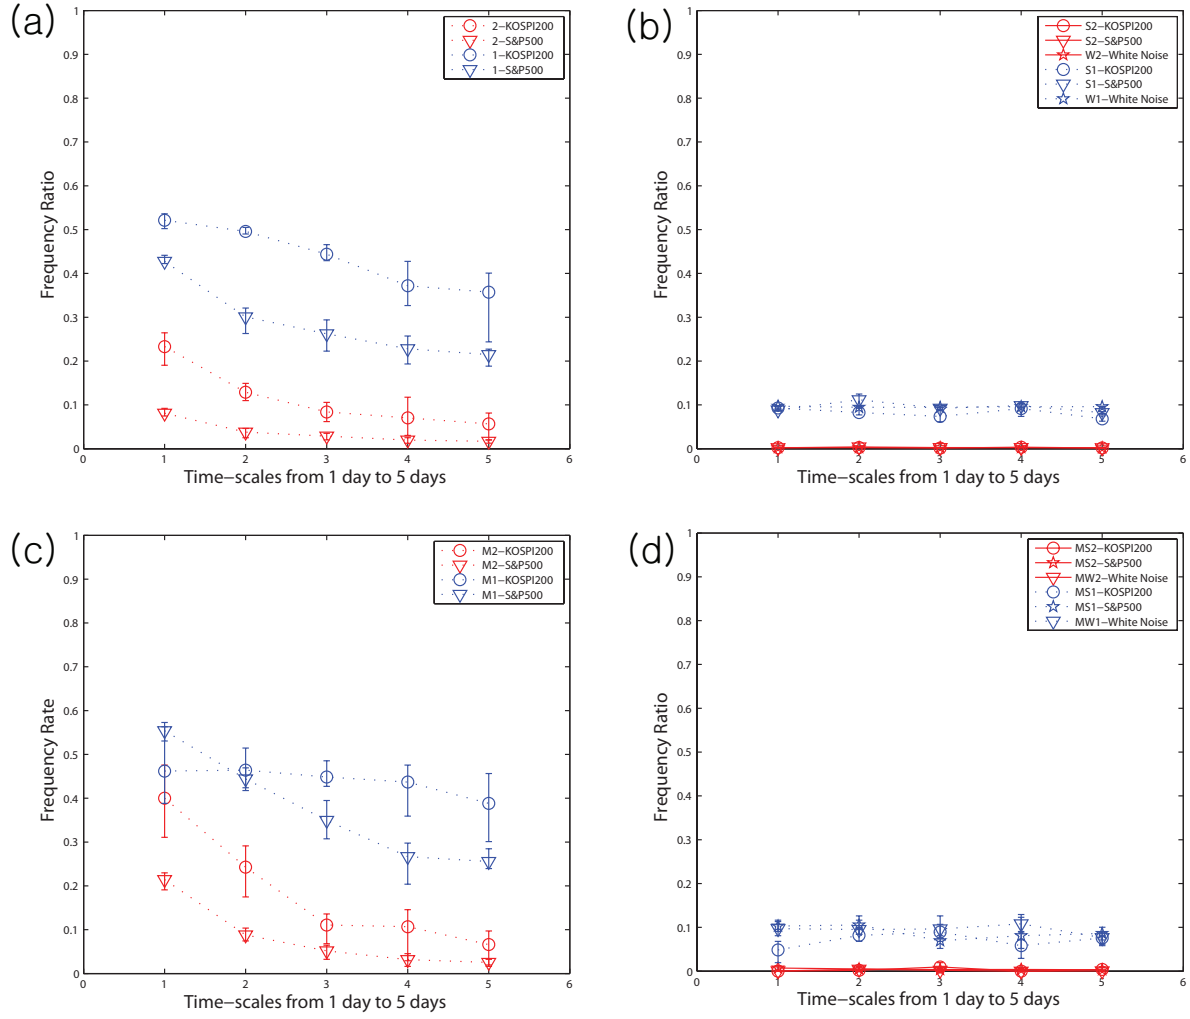 (a)
2−KOSPI200
2−S&P500
1−KOSPI200
1−S&P500
1
0.9
0.8
0.7
0.6
0.5
0.4
0.3
0.2
0.1
0
Frequency Ratio
0 1 2 3 4 5 6
Time−scales from 1 day to 5 days
(b)
S2−KOSPI200
S2−S&P500
W2−White Noise
S1−KOSPI200
S1−S&P500
W1−White Noise
1
0.9
0.8
0.7
0.6
0.5
0.4
0.3
0.2
0.1
0
Frequency Ratio
0 1 2 3 4 5 6
Time−scales from 1 day to 5 days
(c)
M2−KOSPI200
M2−S&P500
M1−KOSPI200
M1−S&P500
1
0.9
0.8
0.7
0.6
0.5
0.4
0.3
0.2
0.1
0
Frequency Rate
0 1 2 3 4 5 6
Time−scales from 1 day to 5 days
(d)
MS2−KOSPI200
MS2−S&P500
MW2−White Noise
MS1−KOSPI200
MS1−S&P500
MW1−White Noise
1
0.9
0.8
0.7
0.6
0.5
0.4
0.3
0.2
0.1
0
Frequency Ratio
0 1 2 3 4 5 6
Time−scales from 1 day to 5 days